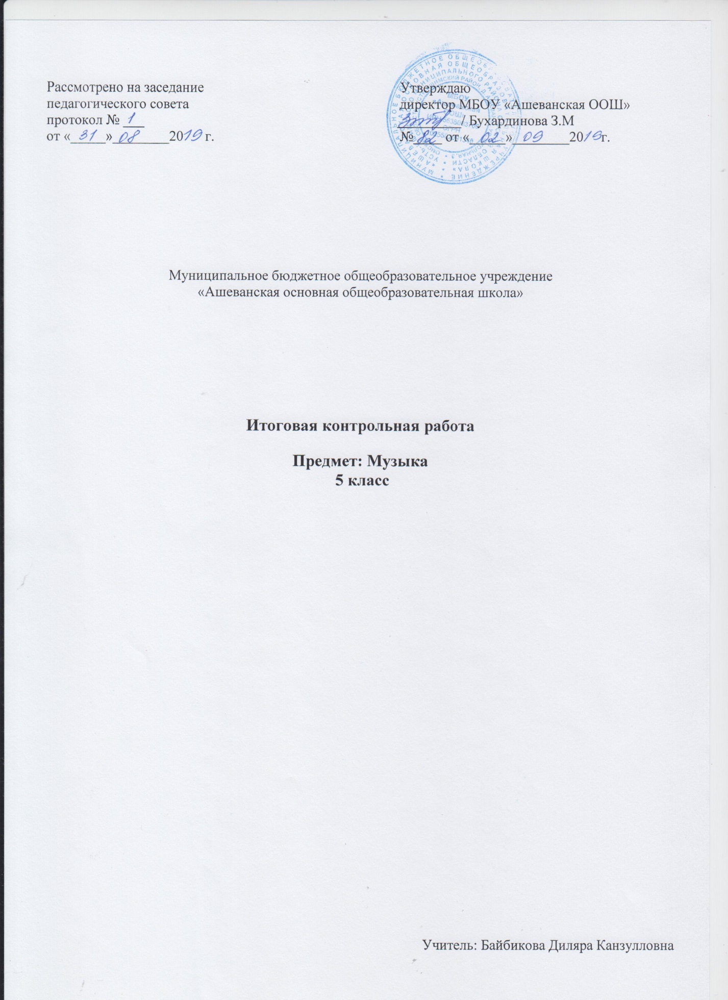 Рассмотрено на заседание
педагогического совета
протокол № 1
от «31» 08 2019 г.
Утверждаю
директор МБОУ «Ашеванская ООШ»
/ Бухардинова З.М
№ 82 от «02» 09 2019г.
Муниципальное бюджетное общеобразовательное учреждение
«Ашеванская основная общеобразовательная школа»
Итоговая контрольная работа
Предмет: Музыка
5 класс
Учитель: Байбикова Диляра Канзулловна